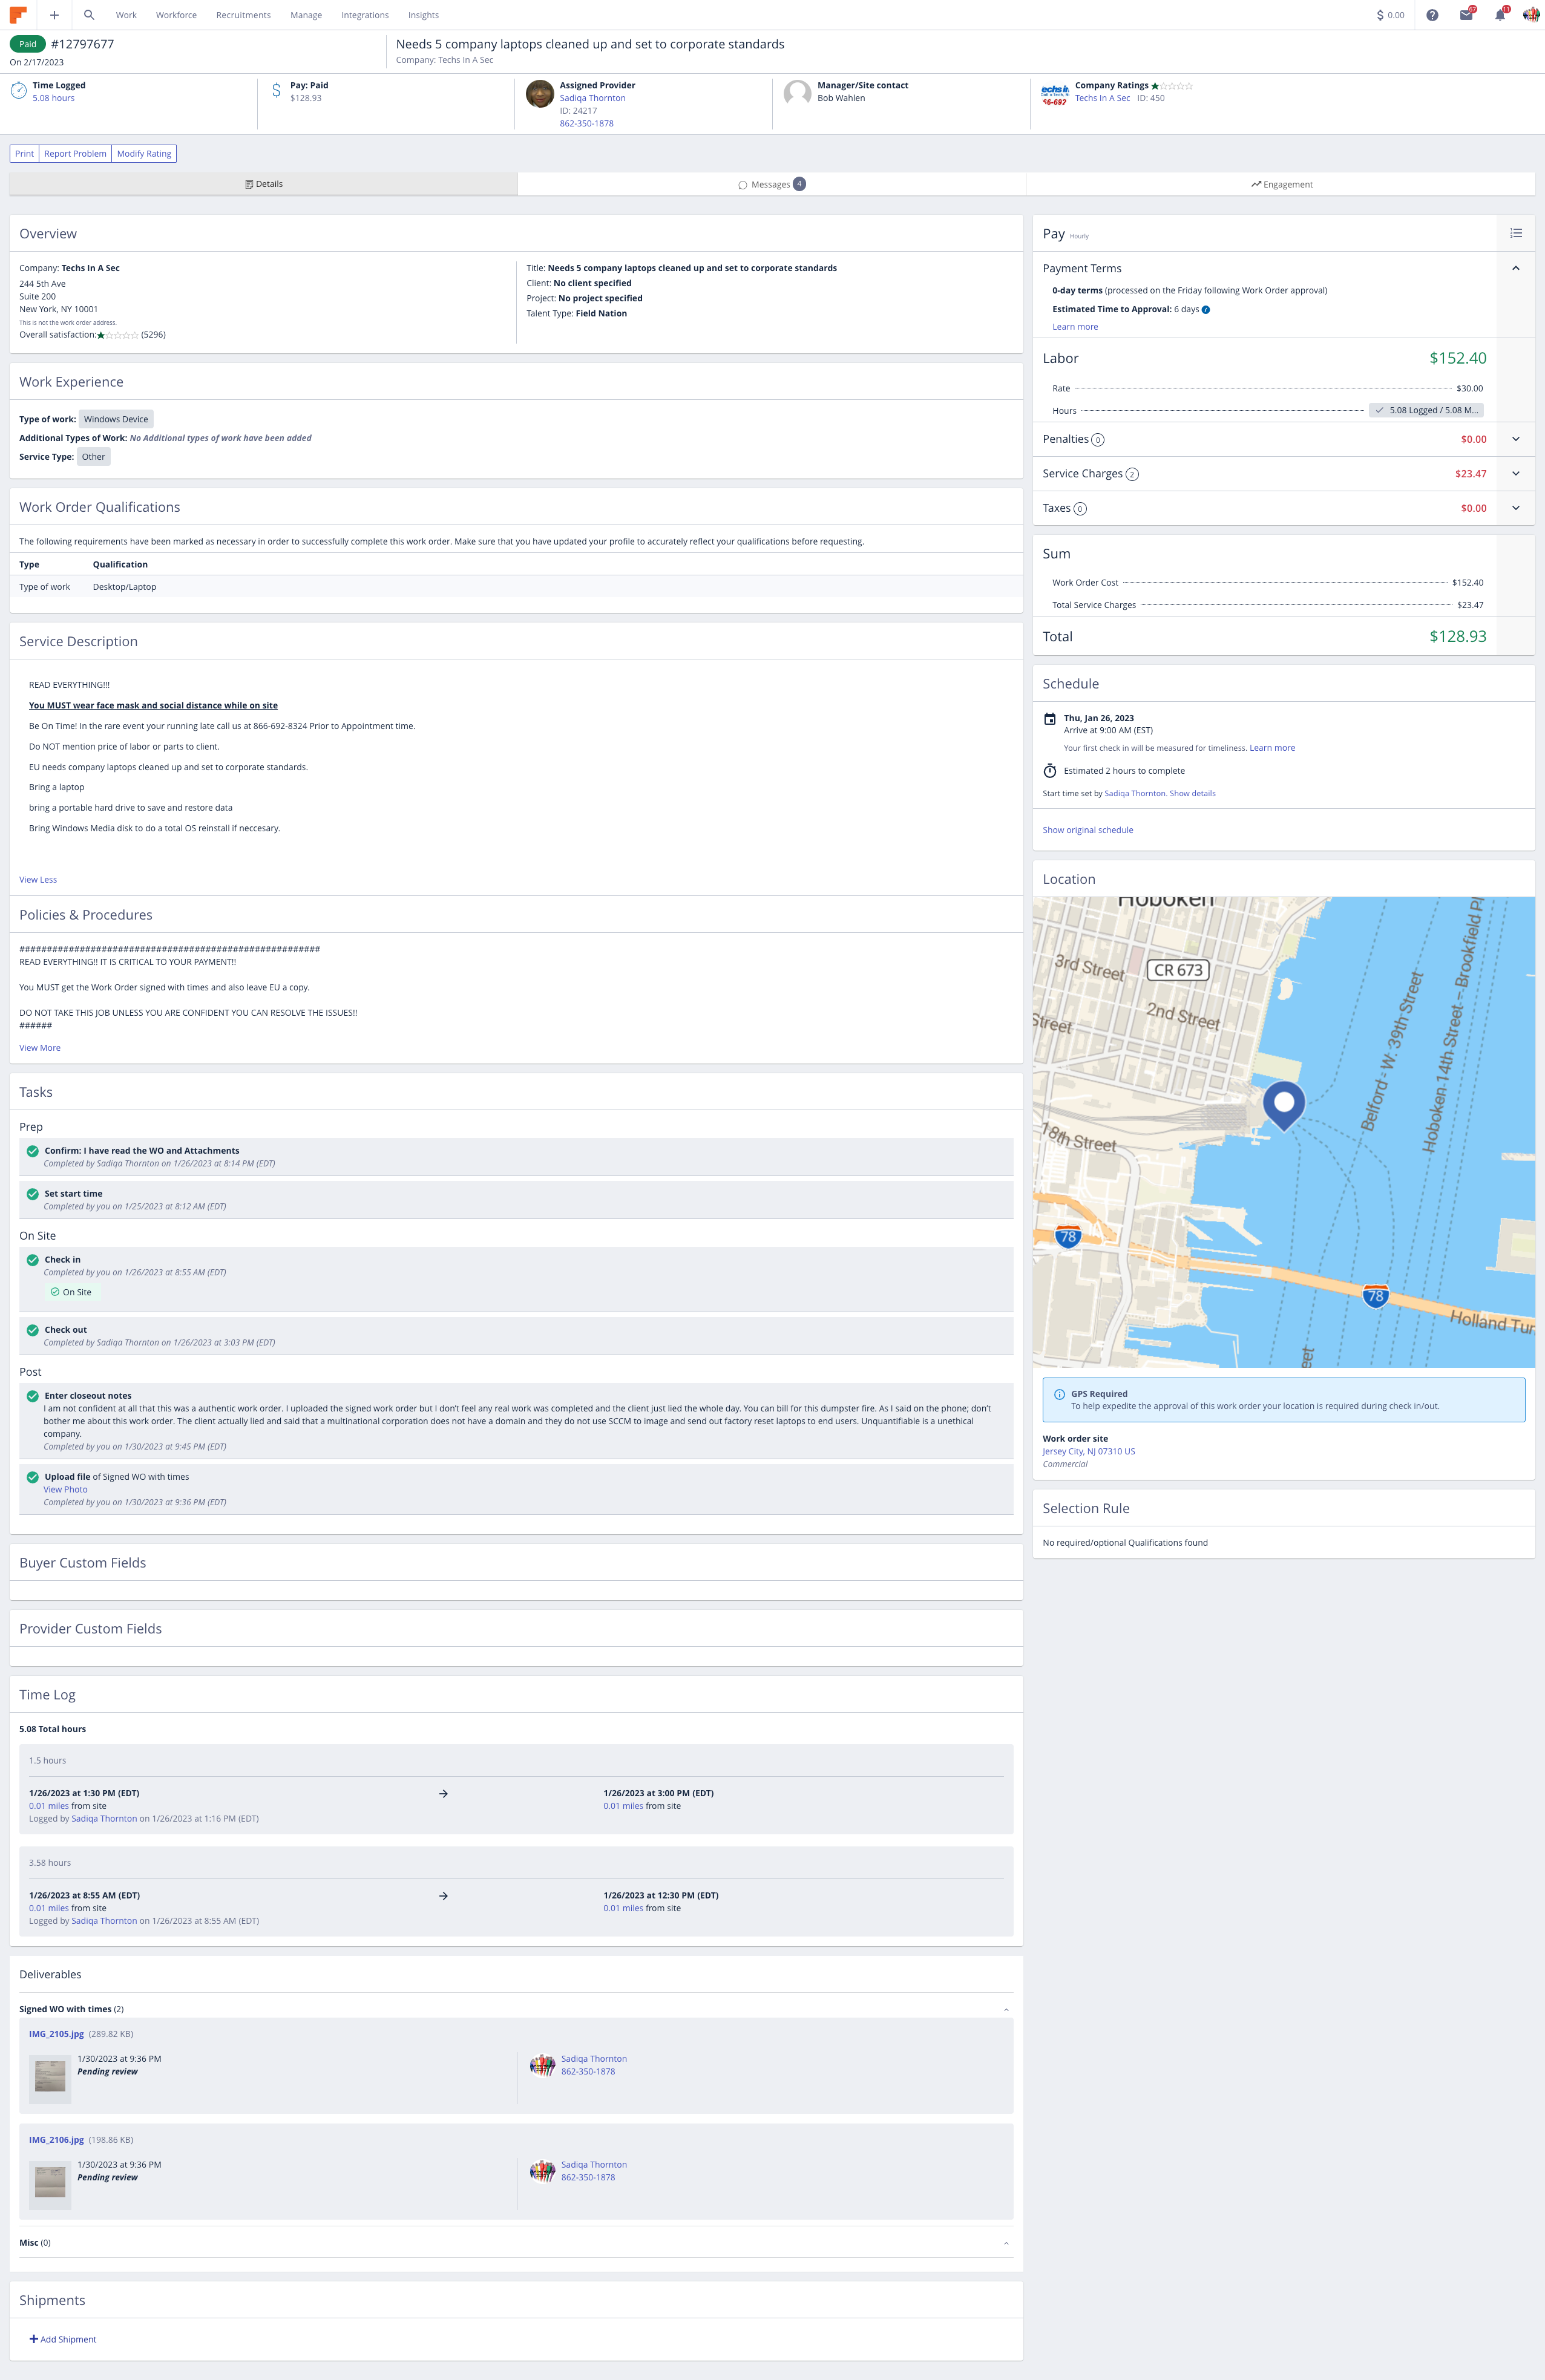 Work Workforce Recruitments Manage Integrations Insights
$ 0.00
Paid #12797677
On 2/17/2023
Needs 5 company laptops cleaned up and set to corporate standards
Company: Techs In A Sec
Time Logged
5.08 hours
Pay: Paid
$128.93
Assigned Provider
Sadiqa Thornton
ID: 24217
862-350-1878
Manager/Site contact
Bob Wahlen
Company Ratings
Techs In A Sec ID: 450
Print Report Problem Modify Rating
Details
Messages 4
Engagement
Overview
Company: Techs In A Sec
244 5th Ave
Suite 200
New York, NY 10001
This is not the work order address.
Overall satisfaction: (5296)
Title: Needs 5 company laptops cleaned up and set to corporate standards
Client: No client specified
Project: No project specified
Talent Type: Field Nation
Work Experience
Type of work: Windows Device
Additional Types of Work: No Additional types of work have been added
Service Type: Other
Work Order Qualifications
The following requirements have been marked as necessary in order to successfully complete this work order. Make sure that you have updated your profile to accurately reflect your qualifications before requesting.
Type Qualification
Type of work Desktop/Laptop
Service Description
READ EVERYTHING!!!
You MUST wear face mask and social distance while on site
Be On Time! In the rare event your running late call us at 866-692-8324 Prior to Appointment time.
Do NOT mention price of labor or parts to client.
EU needs company laptops cleaned up and set to corporate standards.
Bring a laptop
bring a portable hard drive to save and restore data
Bring Windows Media disk to do a total OS reinstall if neccesary.
View Less
Policies & Procedures
#######################################################
READ EVERYTHING!! IT IS CRITICAL TO YOUR PAYMENT!!
You MUST get the Work Order signed with times and also leave EU a copy.
DO NOT TAKE THIS JOB UNLESS YOU ARE CONFIDENT YOU CAN RESOLVE THE ISSUES!!
######
View More
Tasks
Prep
Confirm: I have read the WO and Attachments
Completed by Sadiqa Thornton on 1/26/2023 at 8:14 PM (EDT)
Set start time
Completed by you on 1/25/2023 at 8:12 AM (EDT)
On Site
Check in
Completed by you on 1/26/2023 at 8:55 AM (EDT)
On Site
Check out
Completed by Sadiqa Thornton on 1/26/2023 at 3:03 PM (EDT)
Post
Enter closeout notes
I am not confident at all that this was a authentic work order. I uploaded the signed work order but I don't feel any real work was completed and the client just lied the whole day. You can bill for this dumpster fire. As I said on the phone; don't
bother me about this work order. The client actually lied and said that a multinational corporation does not have a domain and they do not use SCCM to image and send out factory reset laptops to end users. Unquantifiable is a unethical
company.
Completed by you on 1/30/2023 at 9:45 PM (EDT)
Upload file of Signed WO with times
View Photo
Completed by you on 1/30/2023 at 9:36 PM (EDT)
Buyer Custom Fields
Provider Custom Fields
Time Log
5.08 Total hours
1.5 hours
1/26/2023 at 1:30 PM (EDT) 1/26/2023 at 3:00 PM (EDT)
0.01 miles from site 0.01 miles from site
Logged by Sadiqa Thornton on 1/26/2023 at 1:16 PM (EDT)
3.58 hours
1/26/2023 at 8:55 AM (EDT) 1/26/2023 at 12:30 PM (EDT)
0.01 miles from site 0.01 miles from site
Logged by Sadiqa Thornton on 1/26/2023 at 8:55 AM (EDT)
Deliverables
Signed WO with times (2)
IMG_2105.jpg (289.82 KB)
1/30/2023 at 9:36 PM
Pending review
Sadiqa Thornton
862-350-1878
IMG_2106.jpg (198.86 KB)
1/30/2023 at 9:36 PM
Pending review
Sadiqa Thornton
862-350-1878
Misc (0)
Shipments
Add Shipment
Pay Hourly
Payment Terms
0-day terms (processed on the Friday following Work Order approval)
Estimated Time to Approval: 6 days
Learn more
Labor $152.40
Rate $30.00
Hours 5.08 Logged / 5.08 M...
Penalties 0 $0.00
Service Charges 2 $23.47
Taxes 0 $0.00
Sum
Work Order Cost $152.40
Total Service Charges $23.47
Total $128.93
Schedule
Thu, Jan 26, 2023
Arrive at 9:00 AM (EST)
Your first check in will be measured for timeliness. Learn more
Estimated 2 hours to complete
Start time set by Sadiqa Thornton. Show details
Show original schedule
Location
Hoboken
3rd Street
CR 673
2nd Street
Street
18th Street
Belford - W. 39th Street
Hoboken 14th Street - Brookfield Pl
78
78
Holland Tur
eet
GPS Required
To help expedite the approval of this work order your location is required during check in/out.
Work order site
Jersey City, NJ 07310 US
Commercial
Selection Rule
No required/optional Qualifications found